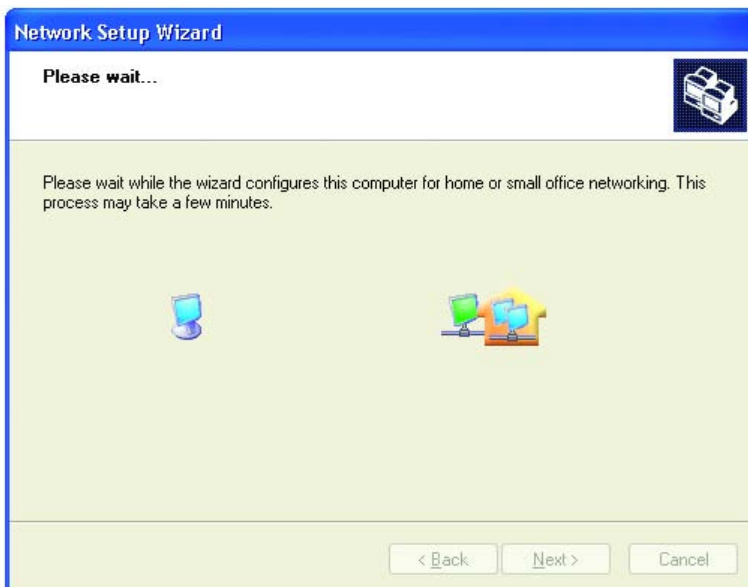 Network Setup Wizard
Please wait...
Please wait while the wizard configures this computer for home or small office networking. This
process may take a few minutes.
< Back
Next >
Cancel